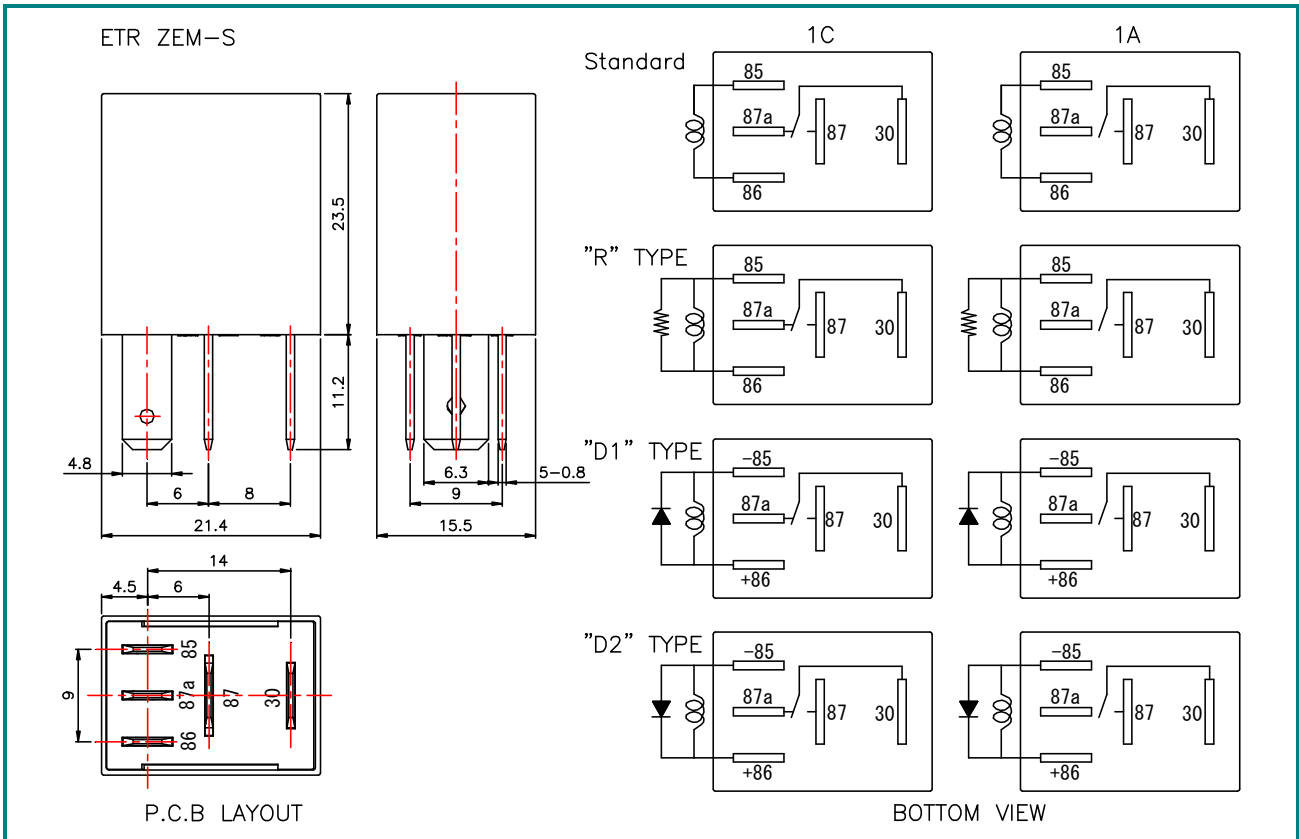 ETR ZEM-S
23.5
11.2
4.8
6
8
21.4
6.3
5-0.8
9
15.5
14
4.5
6
9
85
87a
86
87
30
P.C.B LAYOUT
1C
1A
Standard
85
87a
87
30
86
85
87a
87
30
86
"R" TYPE
85
87a
87
30
86
85
87a
87
30
86
"D1" TYPE
-85
87a
87
30
+86
-85
87a
87
30
+86
"D2" TYPE
-85
87a
87
30
+86
-85
87a
87
30
+86
BOTTOM VIEW